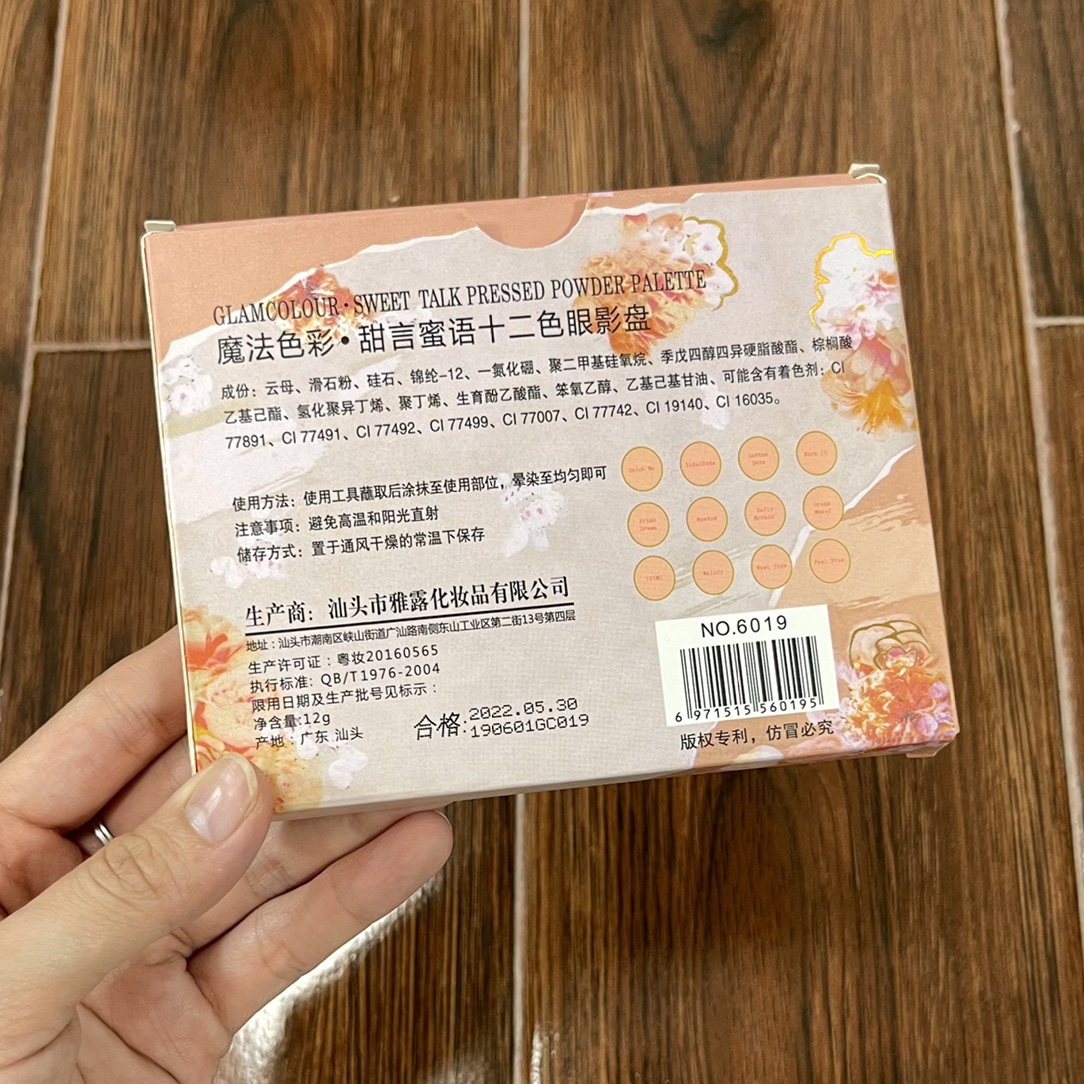 GLAMCOLOUR·SWEET TALK PRESSED POWDER PALETTE
魔法色彩·甜言蜜语十二色眼影盘
成份：云母、滑石粉、硅石、锦纶-12、一氮化硼、聚二甲基硅氧烷、季戊四醇四异硬脂酸酯、棕榈酸
乙基己酯、氢化聚异丁烯、聚丁烯、生育酚乙酸酯、苯氧乙醇、乙基己基甘油、可能含有着色剂：CI
77891、CI 77491、CI 77492、CI 77499、CI 77007、CI 77742、CI 19140、CI 16035。
使用方法：使用工具蘸取后涂抹至使用部位，晕染至均匀即可
注意事项：避免高温和阳光直射
储存方式：置于通风干燥的常温下保存
生产商：汕头市雅露化妆品有限公司
地址：汕头市潮南区峡山街道广汕路南侧东山工业区第二街13号第四层
生产许可证：粤妆20160565
执行标准: QB/T1976-2004
限用日期及生产批号见标示：
净含量:12g
产地：广东 汕头
合格:2022.05.30
190601GC019
NO.6019
6 971515 560195
版权专利，仿冒必究